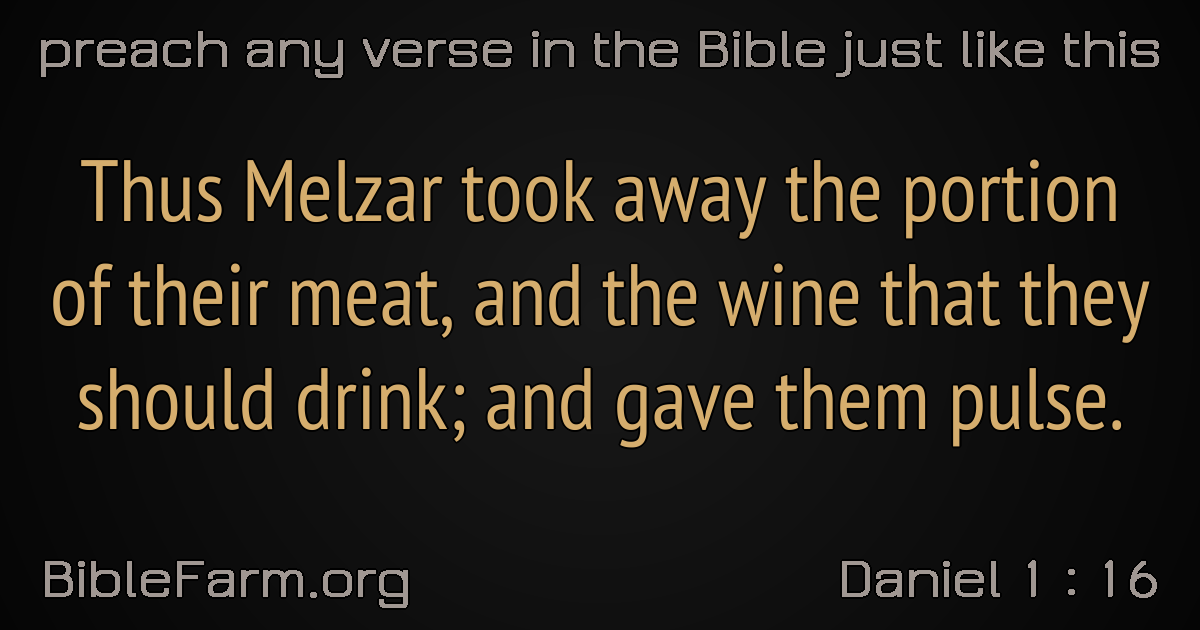 preach any verse in the Bible just like this
Thus Melzar took away the portion
of their meat, and the wine that they
should drink; and gave them pulse.
BibleFarm.org
Daniel 1 : 16